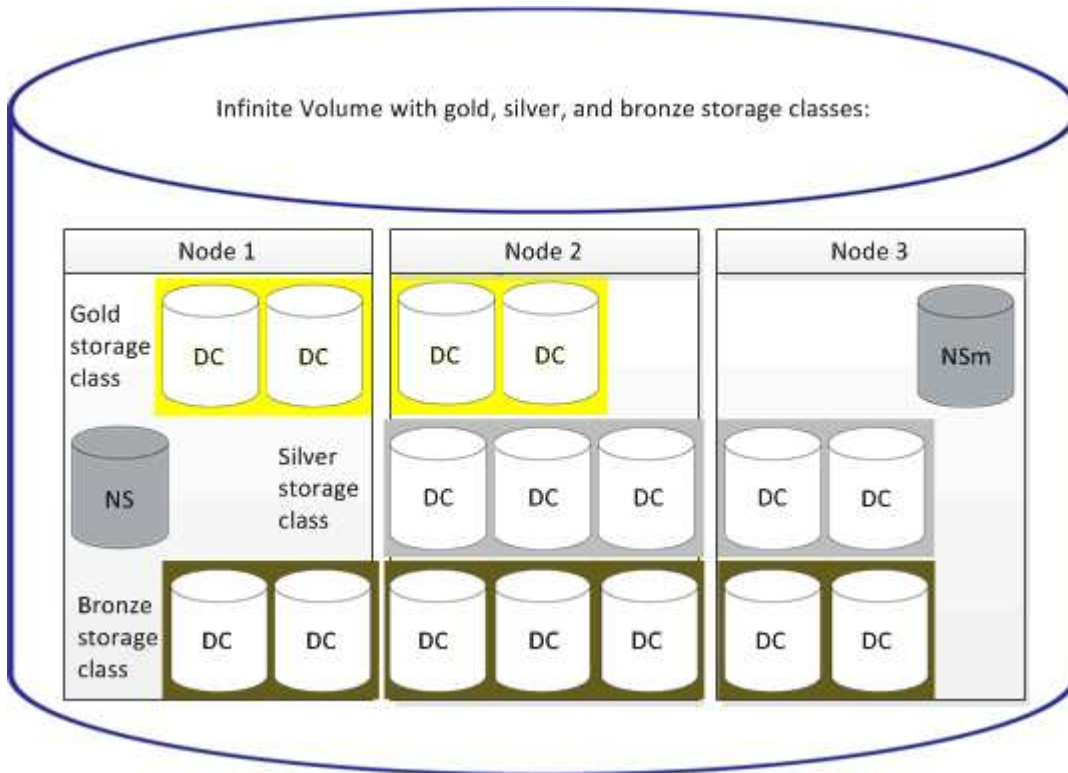 Infinite Volume with gold, silver, and bronze storage classes:
Node 1
Node 2
Node 3
Gold
storage
class
DC
DC
DC
DC
NSm
NS
Silver
storage
class
DC
DC
DC
DC
DC
Bronze
storage
class
DC
DC
DC
DC
DC
DC
DC